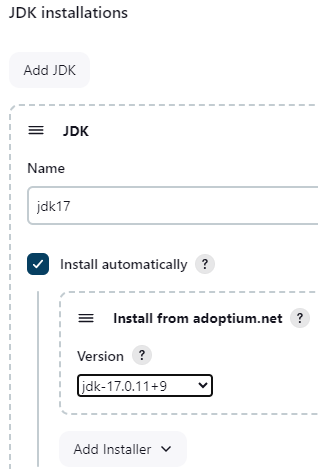 JDK installations
Add JDK
JDK
Name
jdk17
Install automatically ?
Install from adoptium.net ?
Version ?
jdk-17.0.11+9
Add Installer